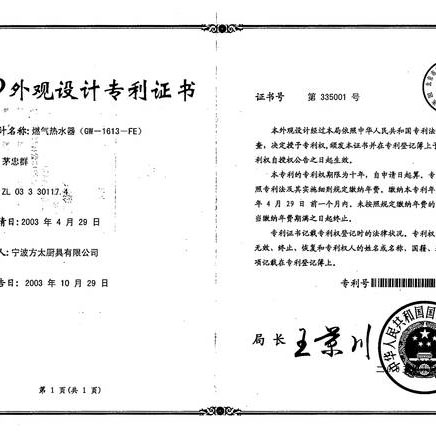 外观设计专利证书
计名称: 燃气热水器 (GW-1613-FE)
茅忠群
ZL 03 3 30117.4
请日: 2003 年 4 月 29 日
人: 宁波方太厨具有限公司
告日: 2003 年 10 月 29 日
第 1 页(共 1 页)
证书号 第 335001 号
本外观设计经过本局依照中华人民共和国专利法
查, 决定授予专利权, 颁发本证书并在专利登记簿上予
利权自授权公告之日起生效。
本专利的专利权期限为十年, 自申请日起算。专
照专利法及其实施细则规定缴纳年费。缴纳本专利年
年 4 月 29 日 前一个月内。未按照规定缴纳年费的
当缴纳年费期满之日起终止。
专利证书记载专利权登记时的法律状况。专利权
无效、终止、恢复和专利权人的姓名或名称、国籍、
项记载在专利登记簿上。
专利号
局长 王景川
中华人民共和国国